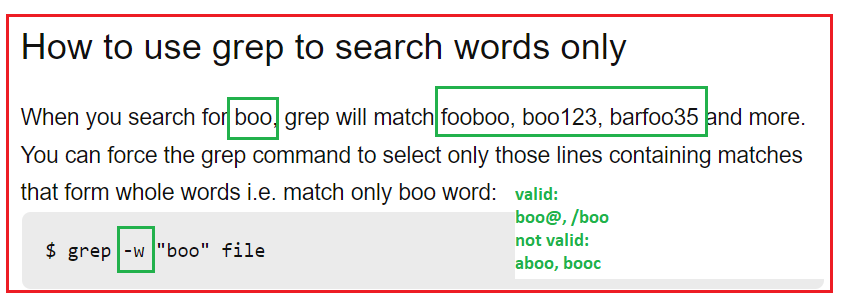 How to use grep to search words only
When you search for boo, grep will match fooboo, boo123, barfoo35 and more.
You can force the grep command to select only those lines containing matches
that form whole words i.e. match only boo word:
valid:
boo@, /boo
not valid:
aboo, booc
$ grep -w "boo" file